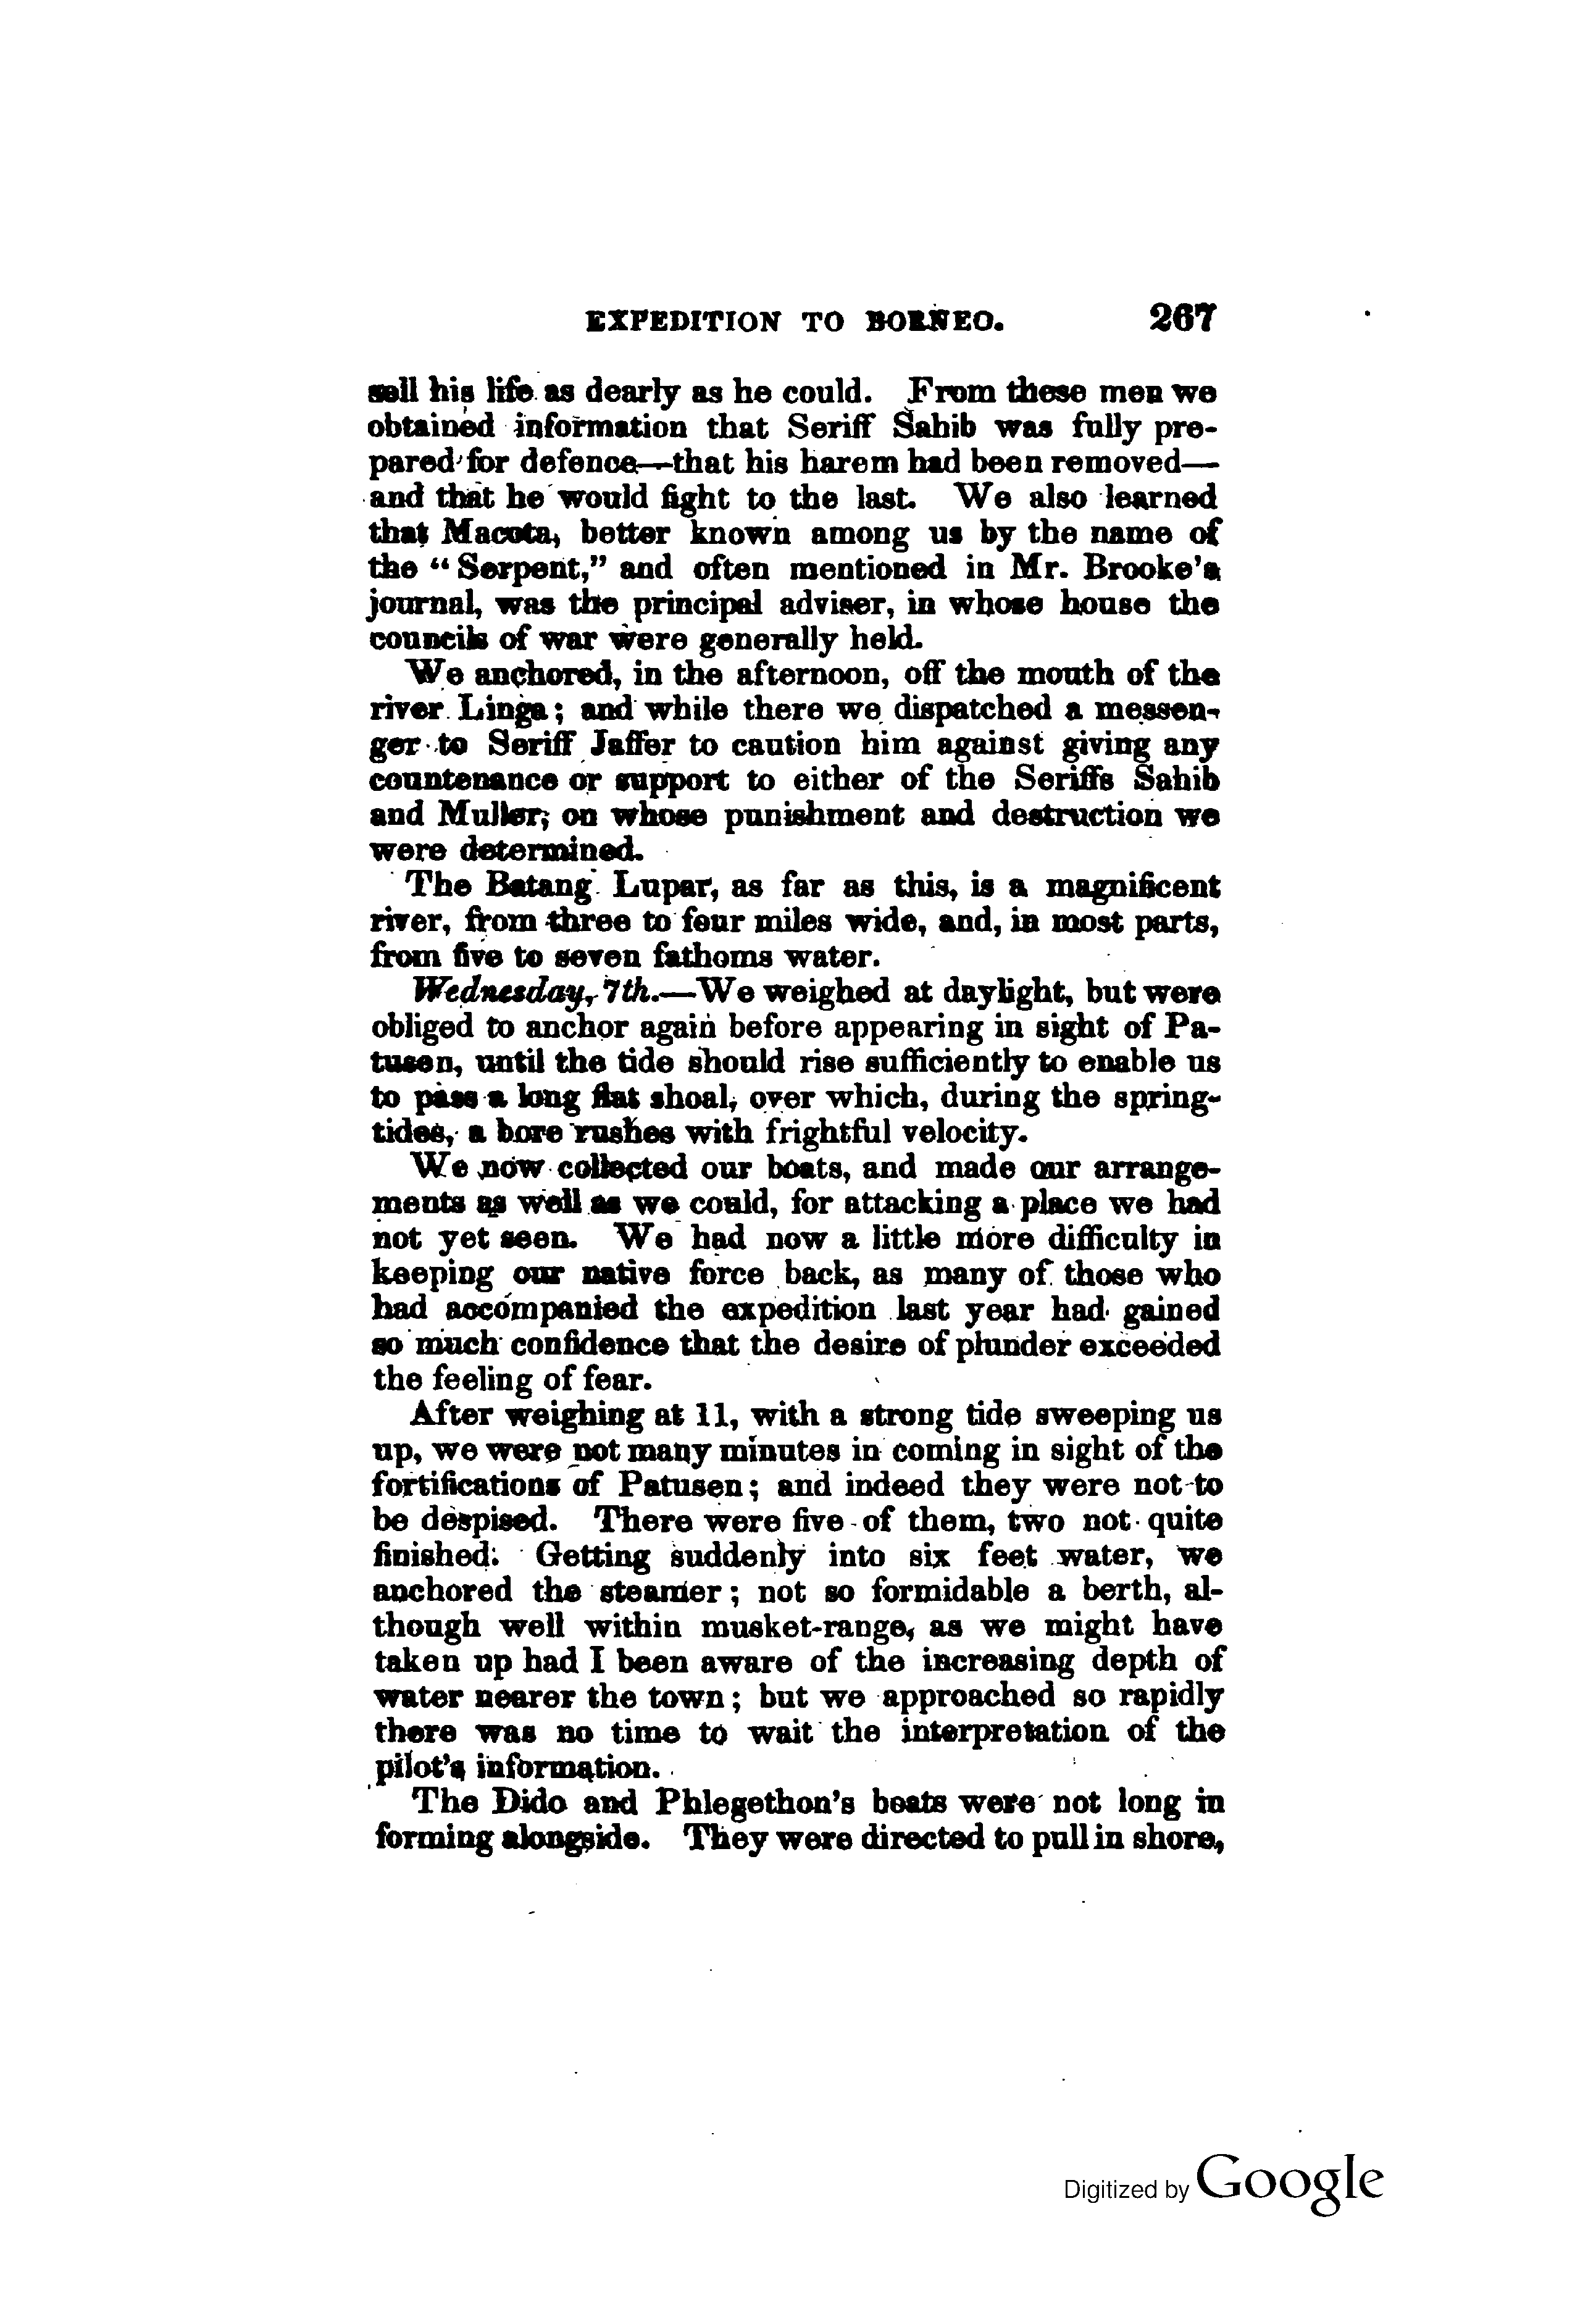 EXPEDITION TO BORNEO. 267
sell his life as dearly as he could. From these men we
obtained information that Seriff Sahib was fully pre-
pared for defence—that his harem had been removed—
and that he would fight to the last. We also learned
that Macota, better known among us by the name of
the "Serpent," and often mentioned in Mr. Brooke's
journal, was the principal adviser, in whose house the
councils of war were generally held.
We anchored, in the afternoon, off the mouth of the
river Linga; and while there we dispatched a messen-
ger to Seriff Jaffer to caution him against giving any
countenance or support to either of the Seriffs Sahib
and Muller, on whose punishment and destruction we
were determined.
The Batang Lupar, as far as this, is a magnificent
river, from three to four miles wide, and, in most parts,
from five to seven fathoms water.
Wednesday, 7th.—We weighed at daylight, but were
obliged to anchor again before appearing in sight of Pa-
tusen, until the tide should rise sufficiently to enable us
to pass a long flat shoal, over which, during the spring-
tides, a bore rushes with frightful velocity.
We now collected our boats, and made our arrange-
ments as well as we could, for attacking a place we had
not yet seen. We had now a little more difficulty in
keeping our native force back, as many of those who
had accompanied the expedition last year had gained
so much confidence that the desire of plunder exceeded
the feeling of fear.
After weighing at 11, with a strong tide sweeping us
up, we were not many minutes in coming in sight of the
fortifications of Patusen; and indeed they were not to
be despised. There were five of them, two not quite
finished. Getting suddenly into six feet water, we
anchored the steamer; not so formidable a berth, al-
though well within musket-range, as we might have
taken up had I been aware of the increasing depth of
water nearer the town; but we approached so rapidly
there was no time to wait the interpretation of the
pilot's information.
The Dido and Phlegethon's boats were not long in
forming alongside. They were directed to pull in shore,
Digitized by Google